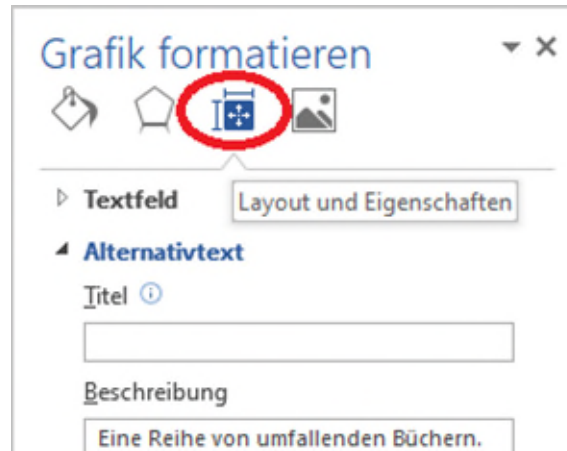 Grafik formatieren
Textfeld
Layout und Eigenschaften
Alternativtext
Titel
Beschreibung
Eine Reihe von umfallenden Büchern.